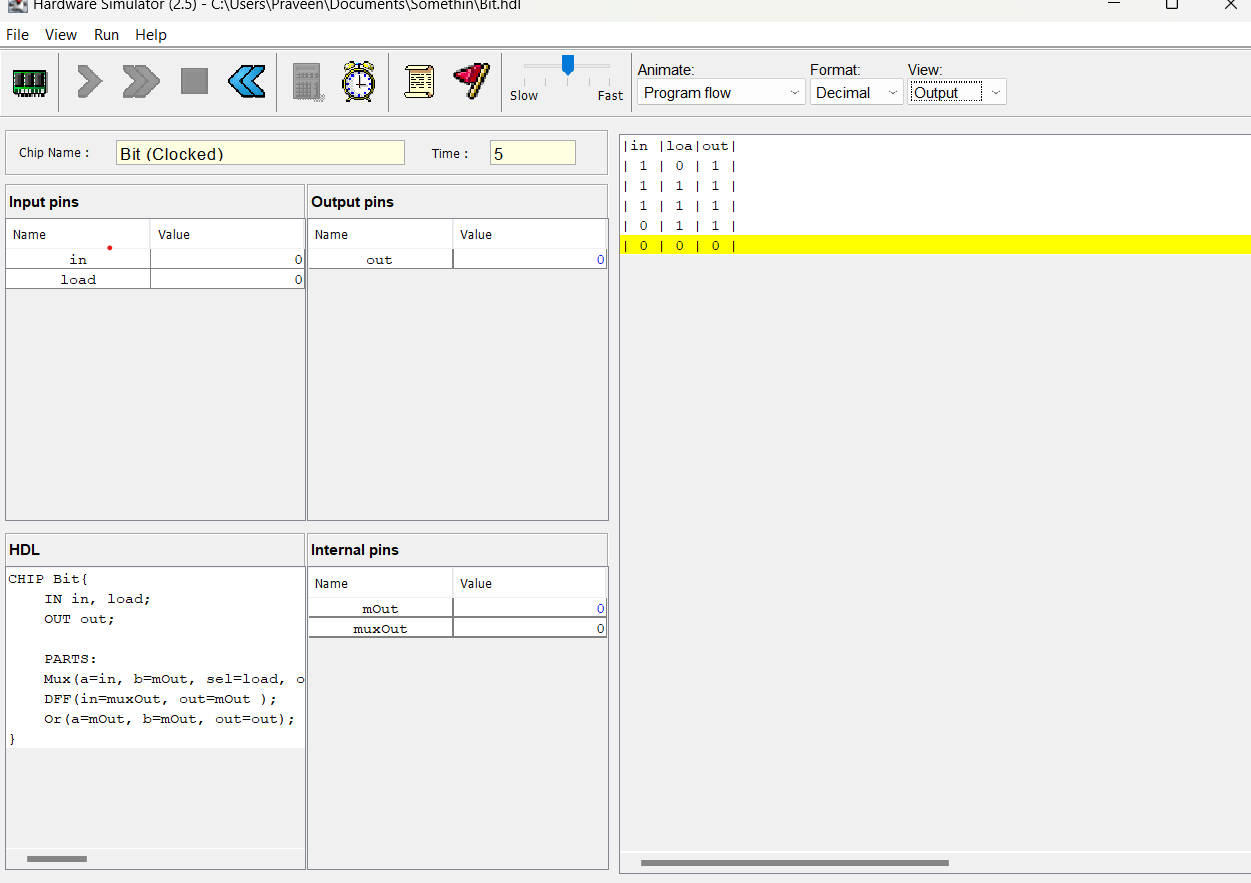 Hardware Simulator (2.5) - C:\Users\Praveen\Documents\Somethin\Bit.hdl
File View Run Help
Slow Fast
Animate: Format: View:
Program flow Decimal Output
Chip Name : Bit (Clocked) Time : 5
Input pins
Name Value
in 0
load 0
Output pins
Name Value
out 0
HDL
CHIP Bit{
    IN in, load;
    OUT out;
    PARTS:
    Mux(a=in, b=mOut, sel=load, o
    DFF(in=muxOut, out=mOut );
    Or(a=mOut, b=mOut, out=out);
}
Internal pins
Name Value
mOut 0
muxOut 0
|in |loa|out|
| 1 | 0 | 1 |
| 1 | 1 | 1 |
| 1 | 1 | 1 |
| 0 | 1 | 1 |
| 0 | 0 | 0 |